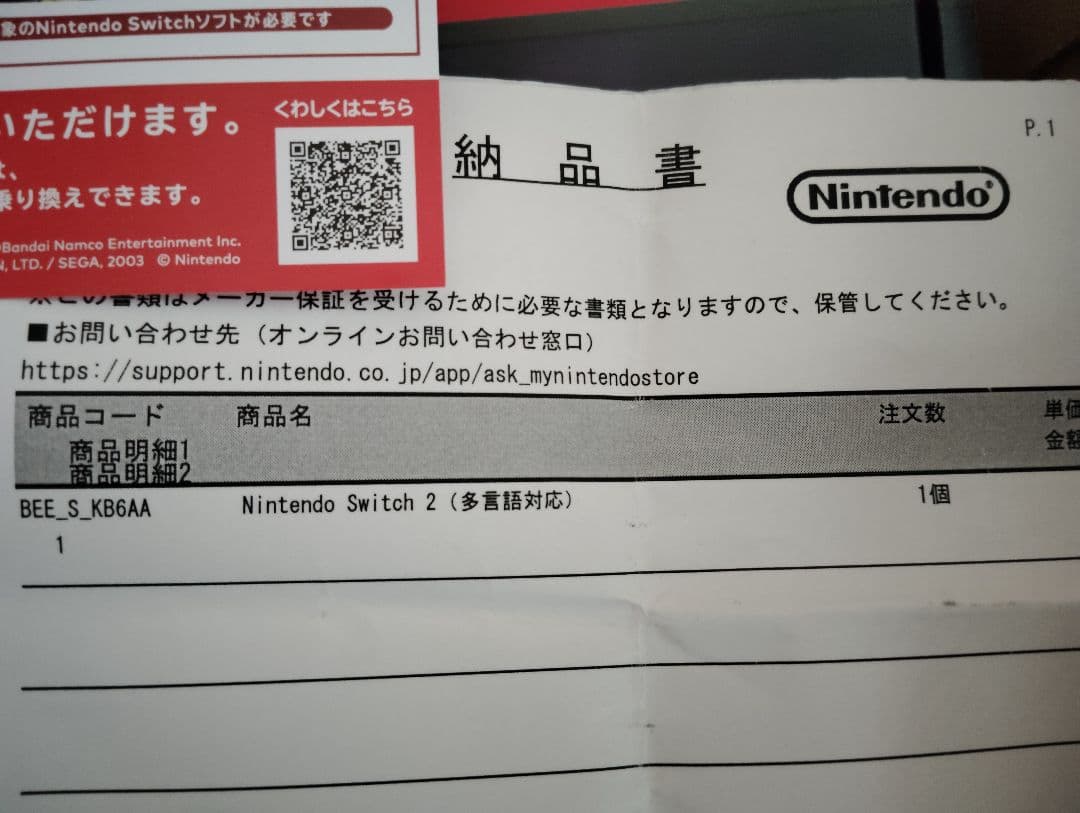 象のNintendo Switchソフトが必要です
いただけます。
は、
乗り換えできます。
くわしくはこちら
©Bandai Namco Entertainment Inc.
N, LTD. / SEGA, 2003 © Nintendo
納品書
P.1
Nintendo®
※この書類はメーカー保証を受けるために必要な書類となりますので、保管してください。
■お問い合わせ先（オンラインお問い合わせ窓口）
https://support.nintendo.co.jp/app/ask_mynintendostore
商品コード 商品名 注文数 単価
商品明細1 金額
商品明細2
BEE_S_KB6AA Nintendo Switch 2（多言語対応） 1個
1